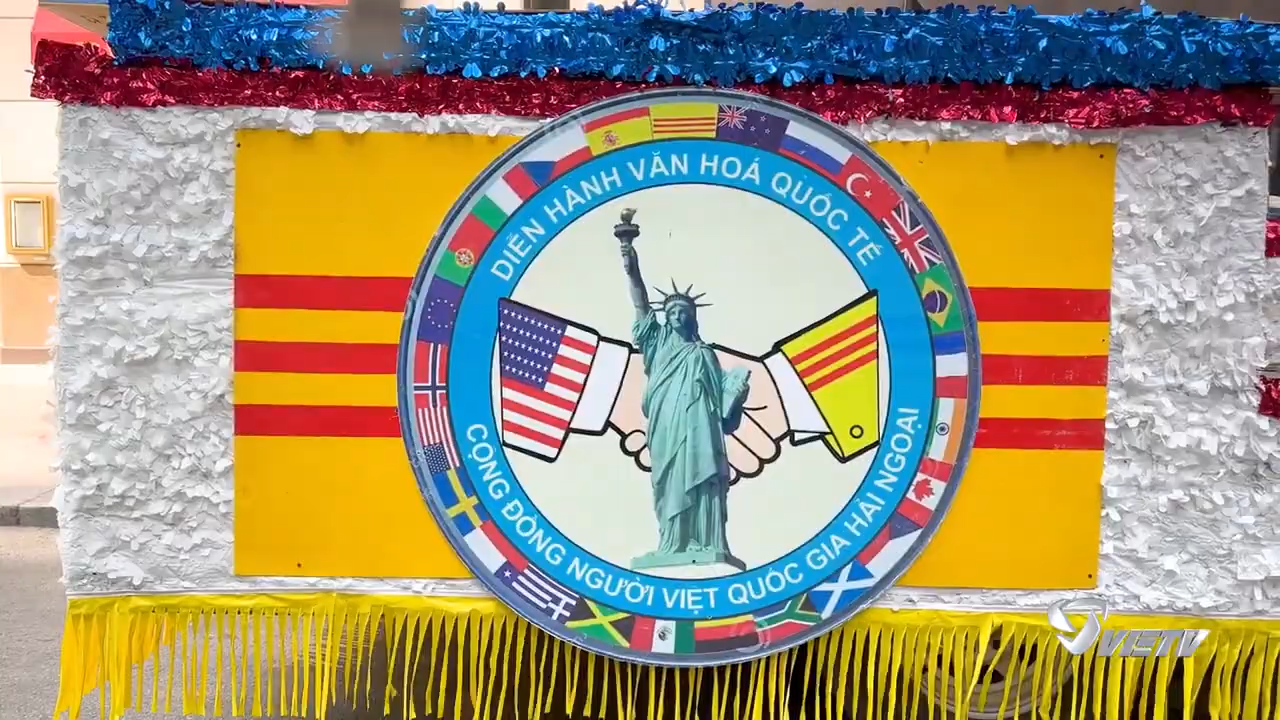 DIỄN HÀNH VĂN HOÁ QUỐC TẾ
CỘNG ĐỒNG NGƯỜI VIỆT QUỐC GIA HẢI NGOẠI
VIETV